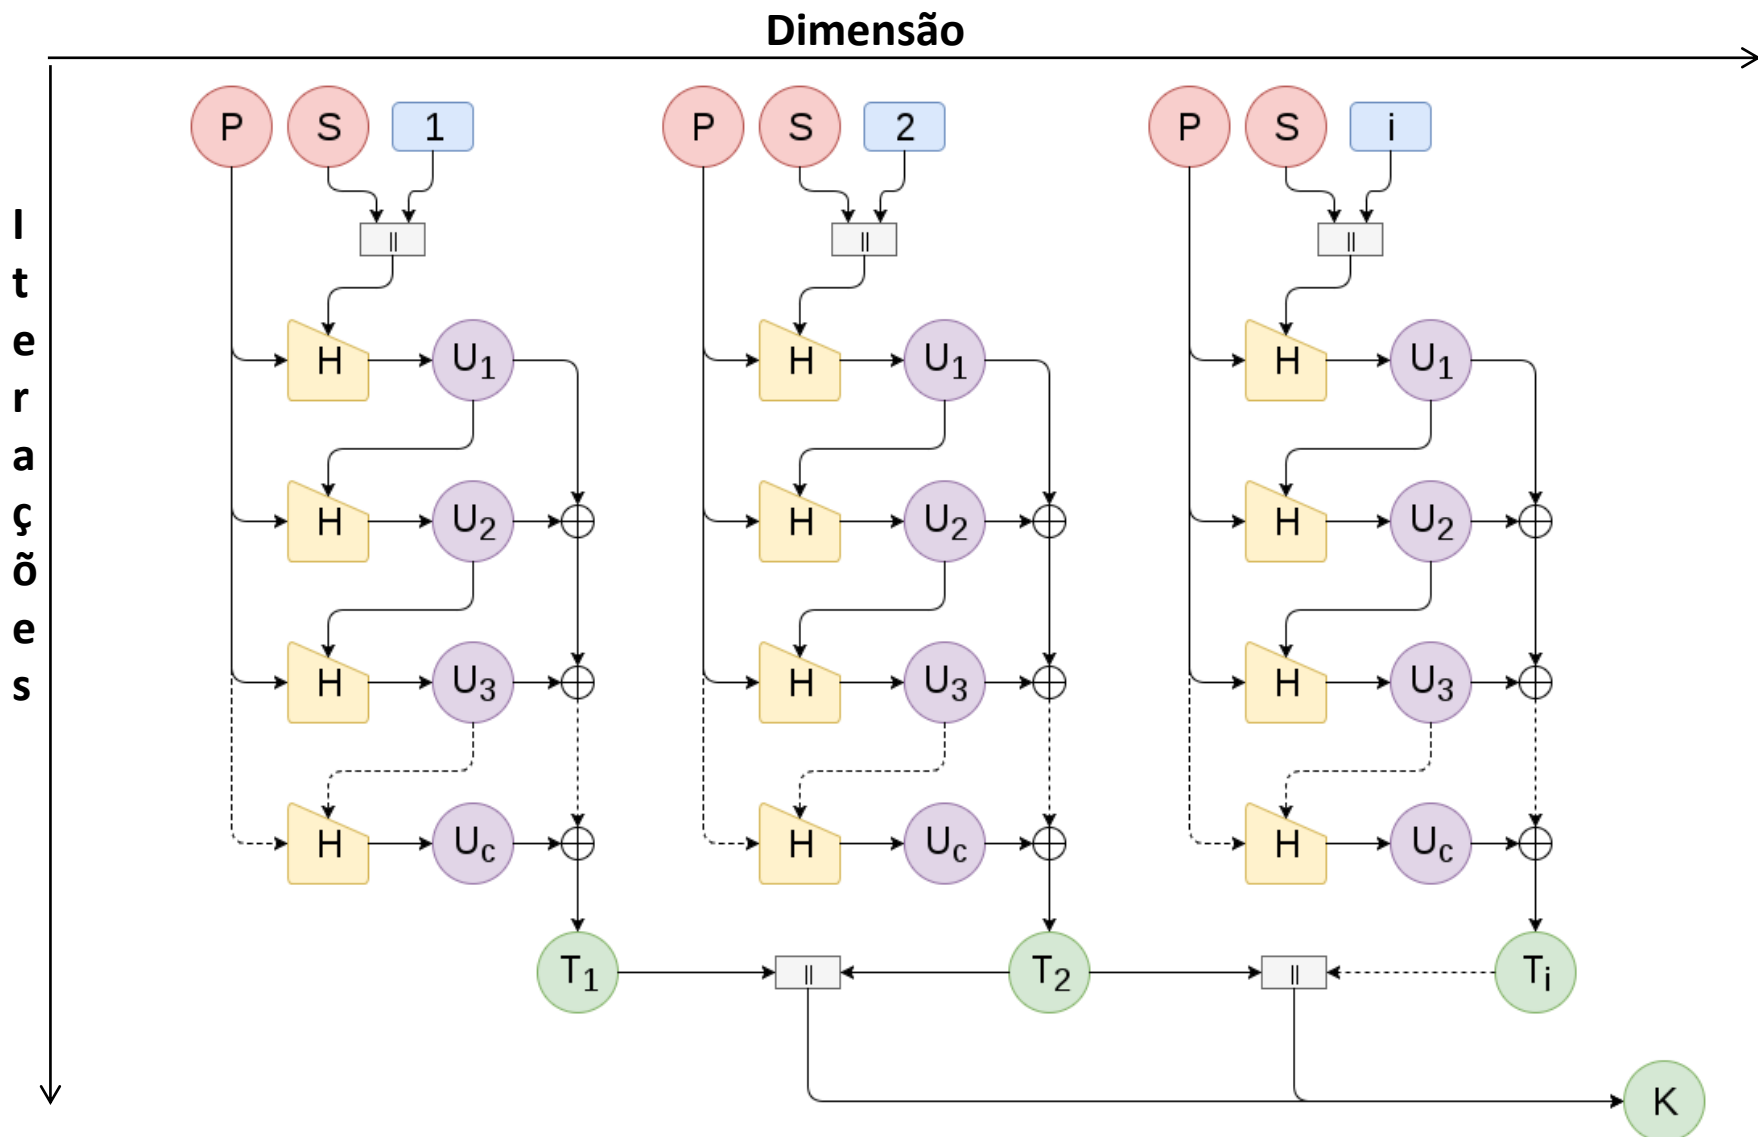 Dimensão
Iterações
P S 1 P S 2 P S i
|| || ||
H U1 H U1 H U1
H U2 H U2 H U2
H U3 H U3 H U3
H Uc H Uc H Uc
T1 || T2 || Ti
K